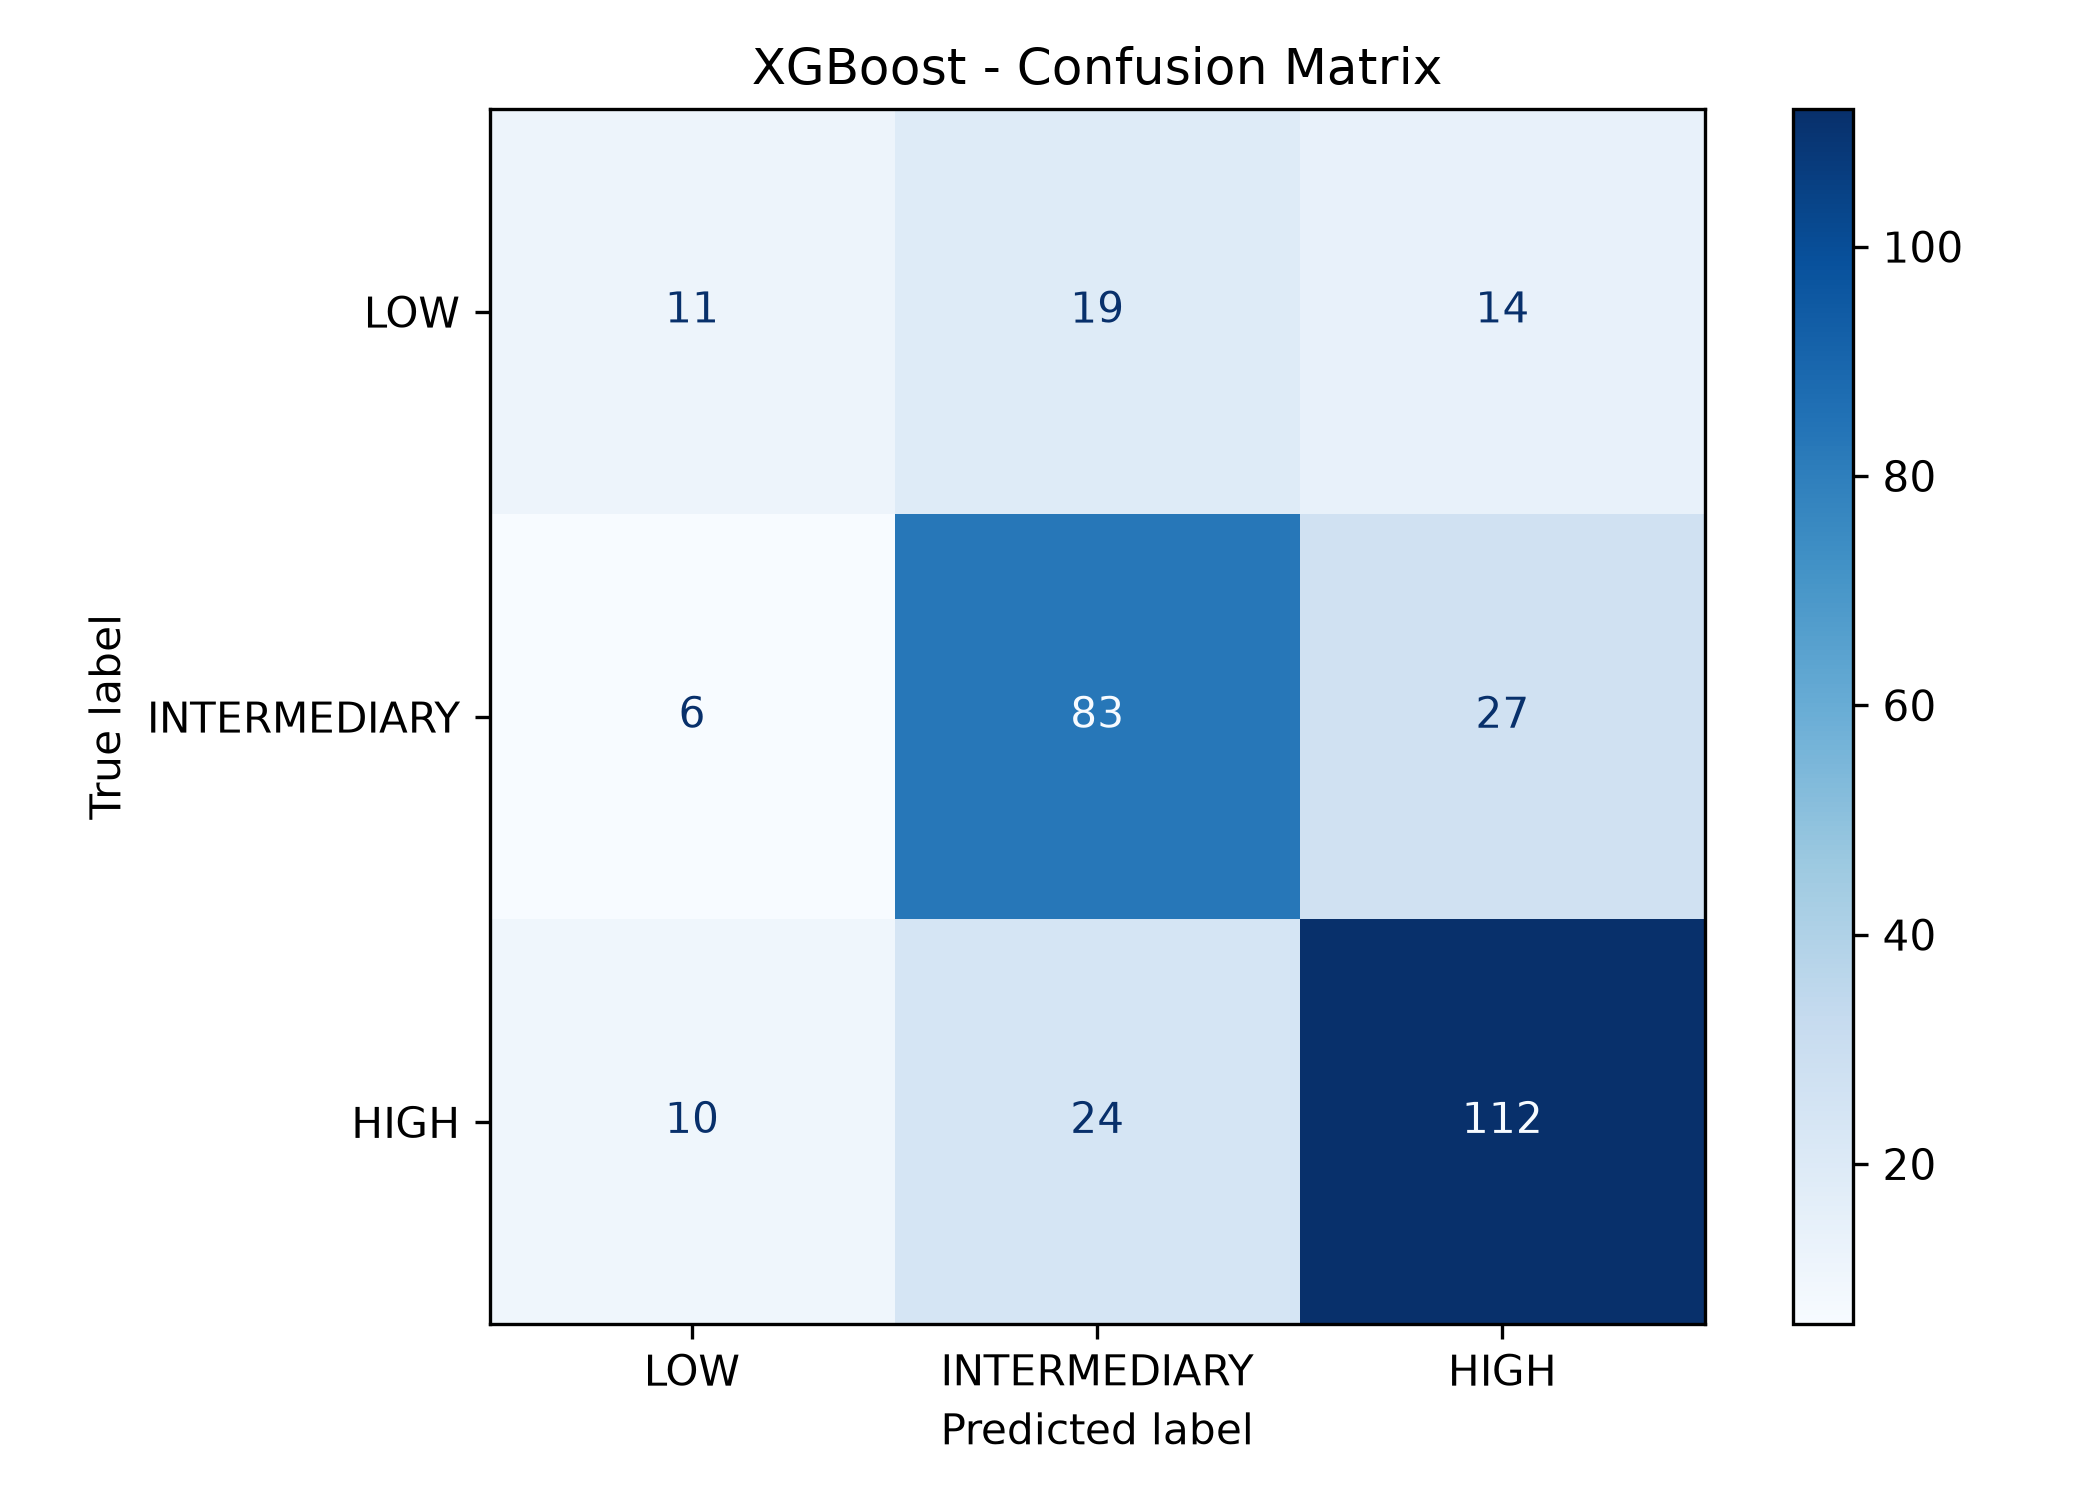 XGBoost - Confusion Matrix
True label
LOW
11 19 14
INTERMEDIARY
6 83 27
HIGH
10 24 112
LOW INTERMEDIARY HIGH
Predicted label
100
80
60
40
20